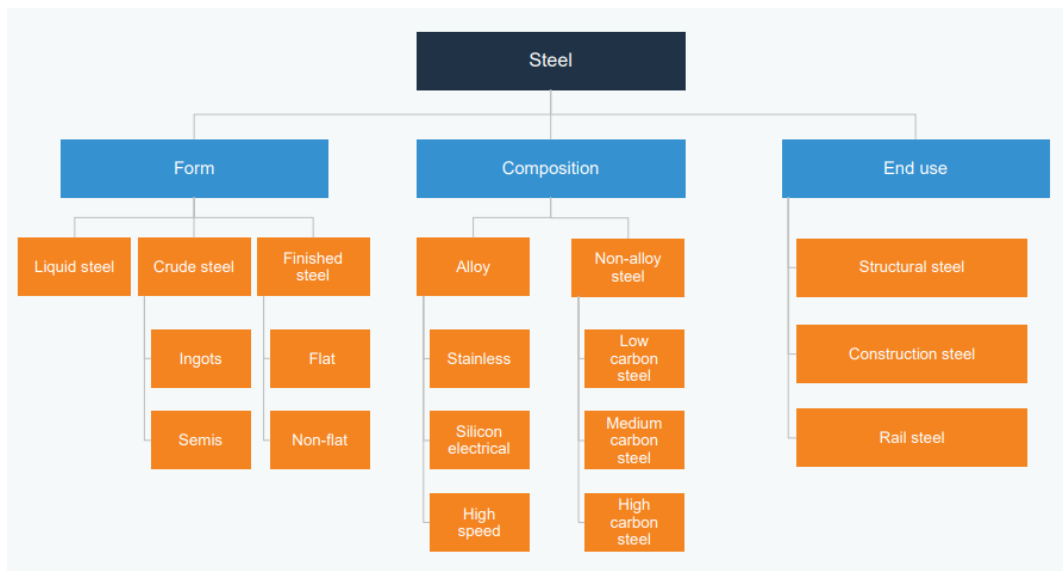 Steel
Form
Composition
End use
Liquid steel
Crude steel
Finished
steel
Alloy
Non-alloy
steel
Structural steel
Ingots
Flat
Stainless
Low
carbon
steel
Construction steel
Semis
Non-flat
Silicon
electrical
Medium
carbon
steel
Rail steel
High
speed
High
carbon
steel